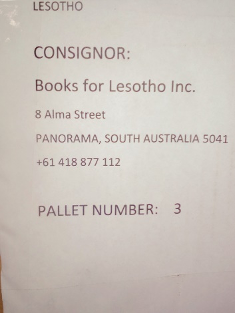 LESOTHO
CONSIGNOR:
Books for Lesotho Inc.
8 Alma Street
PANORAMA, SOUTH AUSTRALIA 5041
+61 418 877 112
PALLET NUMBER: 3